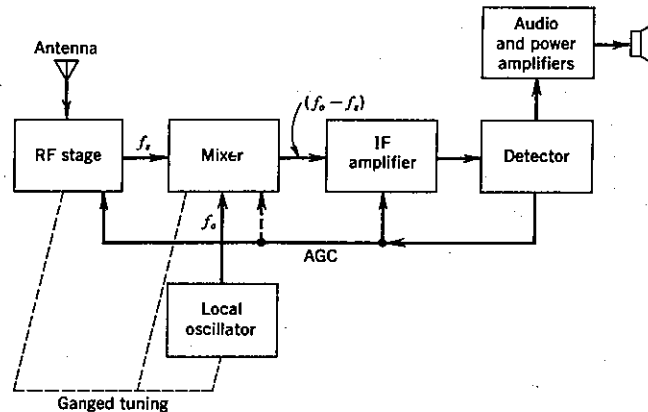 Antenna
Audio
and power
amplifiers
(fₒ − fₛ)
RF stage
fₛ
Mixer
IF
amplifier
Detector
fₒ
AGC
Local
oscillator
Ganged tuning